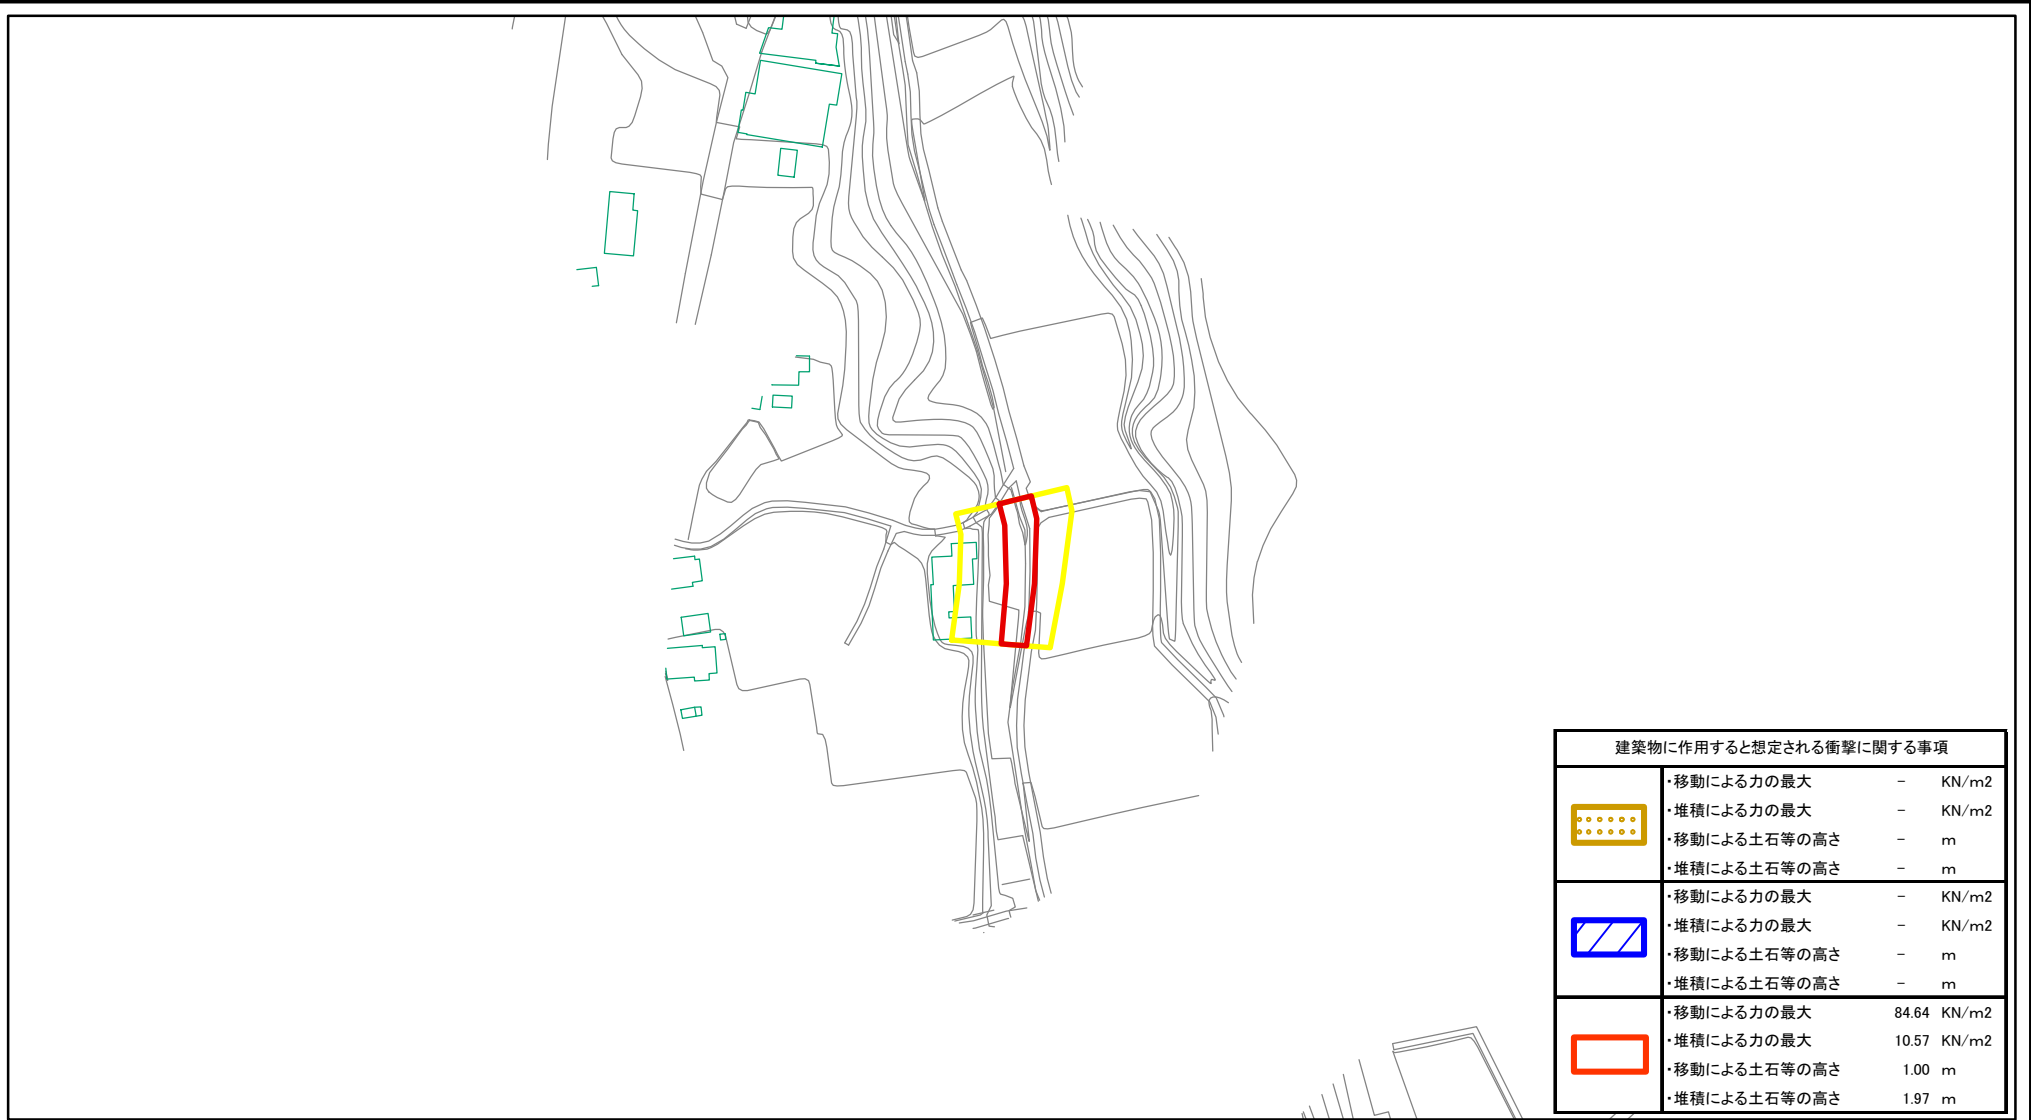 建築物に作用すると想定される衝撃に関する事項
・移動による力の最大 - KN/m2
・堆積による力の最大 - KN/m2
・移動による土石等の高さ - m
・堆積による土石等の高さ - m
・移動による力の最大 - KN/m2
・堆積による力の最大 - KN/m2
・移動による土石等の高さ - m
・堆積による土石等の高さ - m
・移動による力の最大 84.64 KN/m2
・堆積による力の最大 10.57 KN/m2
・移動による土石等の高さ 1.00 m
・堆積による土石等の高さ 1.97 m